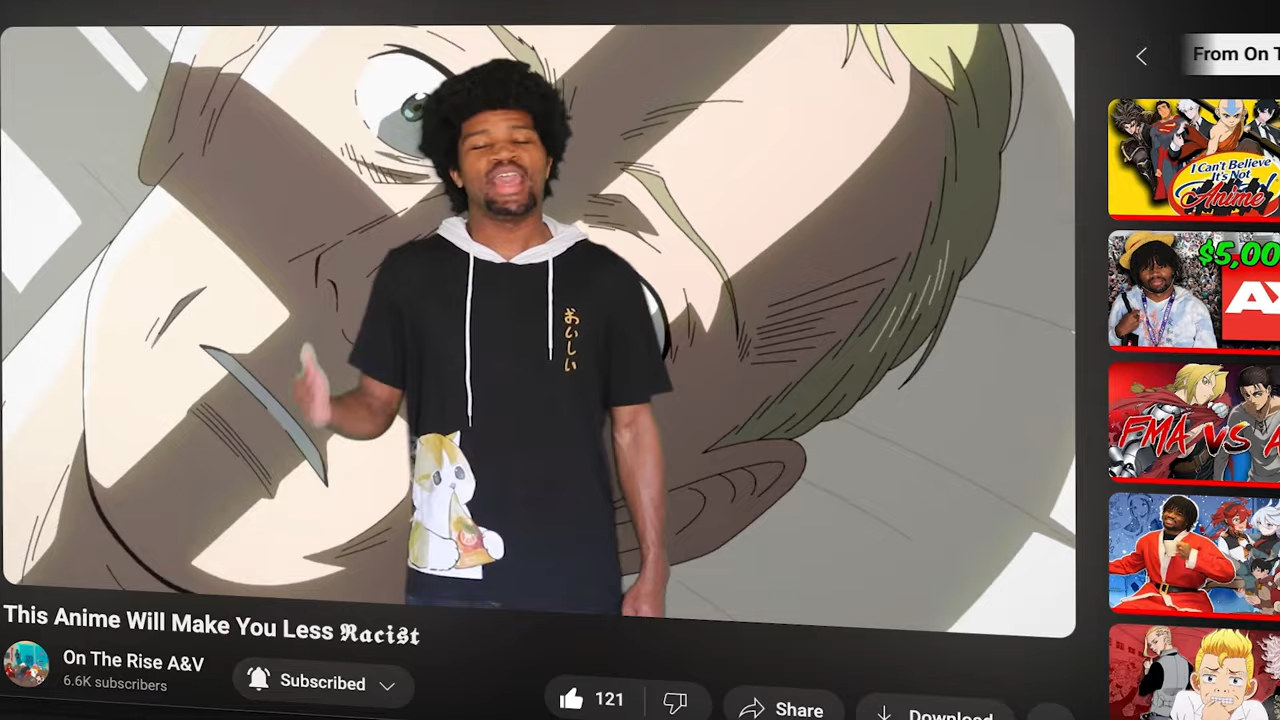 From On T
I Can't Believe
It's Not
Anime!
$5,00
FMA VS A
おいしい
This Anime Will Make You Less Racist
On The Rise A&V
6.6K subscribers
Subscribed
121
Share
Download